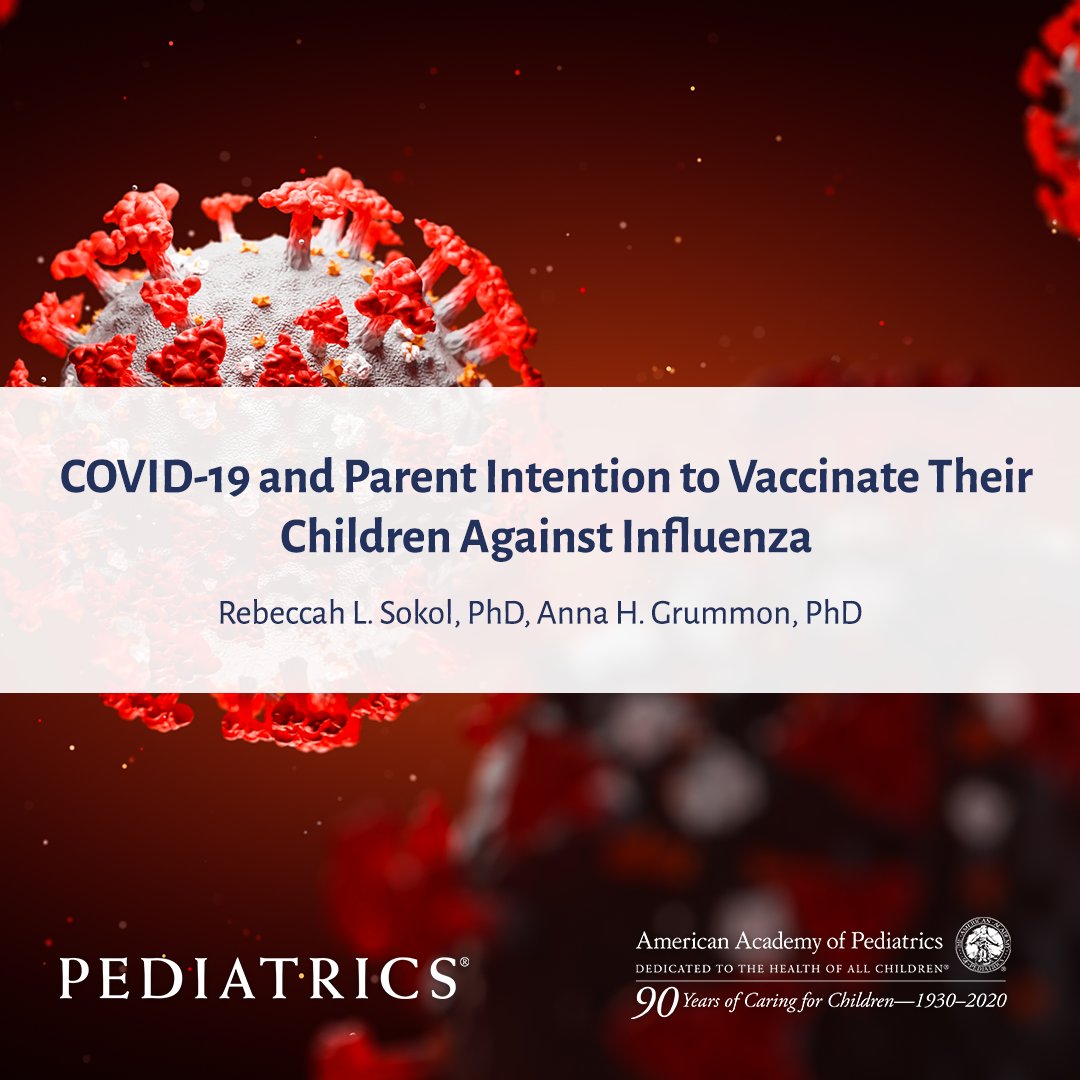 COVID-19 and Parent Intention to Vaccinate Their
Children Against Influenza
Rebeccah L. Sokol, PhD, Anna H. Grummon, PhD
PEDIATRICS®
American Academy of Pediatrics
DEDICATED TO THE HEALTH OF ALL CHILDREN®
90 Years of Caring for Children—1930–2020